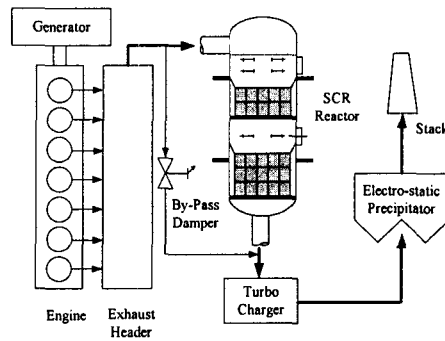 Generator
SCR
Reactor
Stack
By-Pass
Damper
Electro-static
Precipitator
Turbo
Charger
Engine
Exhaust
Header